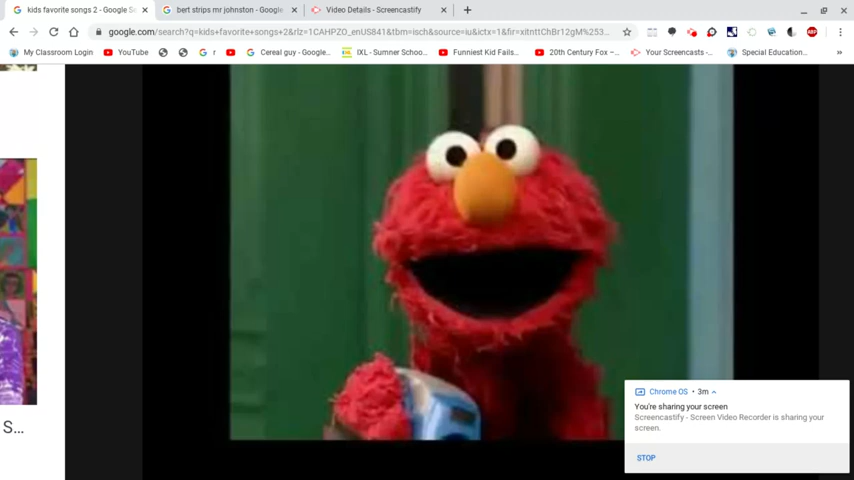 kids favorite songs 2 - Google Se
bert strips mr johnston - Google
Video Details - Screencastify
google.com/search?q=kids+favorite+songs+2&rlz=1CAHPZO_enUS841&tbm=isch&source=iu&ictx=1&fir=xitnttChBr12gM%253...
My Classroom Login
YouTube
r
Cereal guy - Google...
IXL - Summer Schoo...
Funniest Kid Fails...
20th Century Fox –...
Your Screencasts -...
Special Education...
»
ABP
S...
Chrome OS • 3m
You're sharing your screen
Screencastify - Screen Video Recorder is sharing your
screen.
STOP